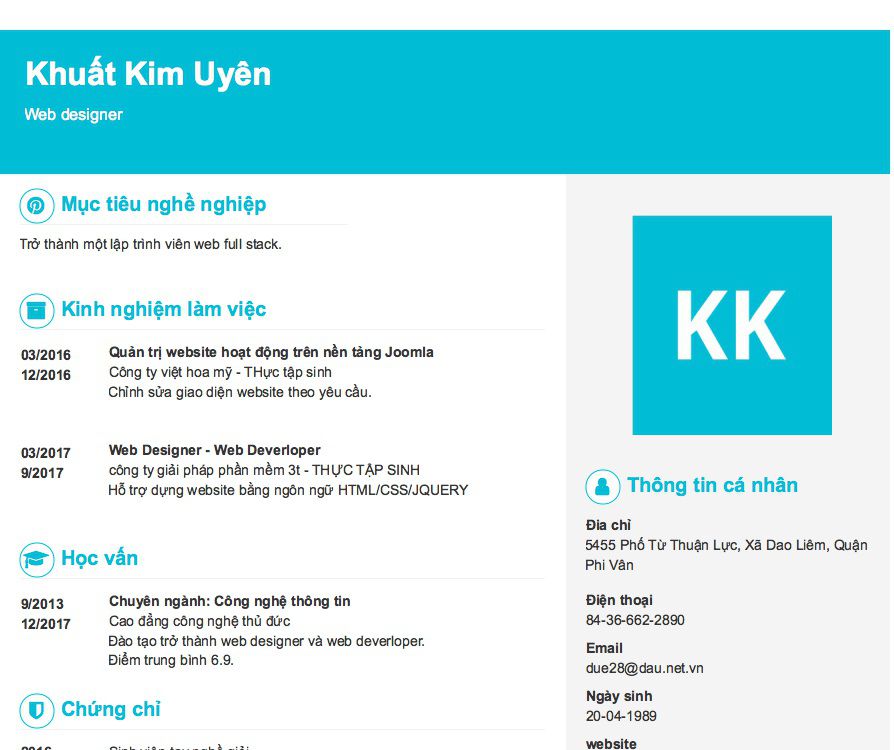 Khuất Kim Uyên
Web designer
Mục tiêu nghề nghiệp
Trở thành một lập trình viên web full stack.
Kinh nghiệm làm việc
03/2016
12/2016
Quản trị website hoạt động trên nền tảng Joomla
Công ty việt hoa mỹ - THực tập sinh
Chỉnh sửa giao diện website theo yêu cầu.
03/2017
9/2017
Web Designer - Web Deverloper
công ty giải pháp phần mềm 3t - THỰC TẬP SINH
Hỗ trợ dựng website bằng ngôn ngữ HTML/CSS/JQUERY
Học vấn
9/2013
12/2017
Chuyên ngành: Công nghệ thông tin
Cao đẳng công nghệ thủ đức
Đào tạo trở thành web designer và web deverloper.
Điểm trung bình 6.9.
Chứng chỉ
2016
Sinh viên tay nghề giỏi
KK
Thông tin cá nhân
Địa chỉ
5455 Phố Từ Thuận Lực, Xã Dao Liêm, Quận
Phi Vân
Điện thoại
84-36-662-2890
Email
due28@dau.net.vn
Ngày sinh
20-04-1989
website